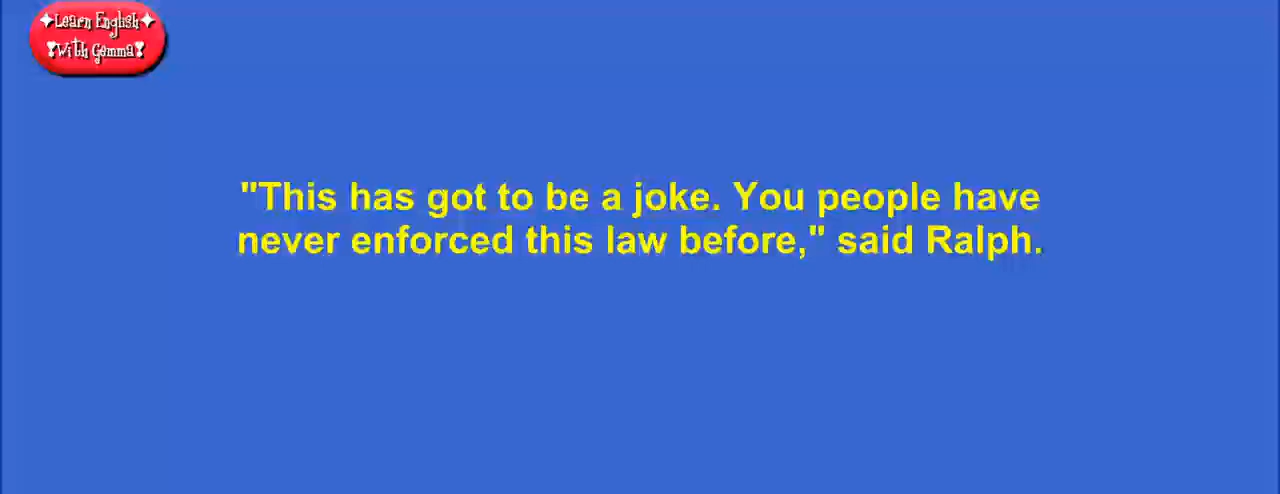 ✦Learn English✦
❣With Gemma❣
"This has got to be a joke. You people have
never enforced this law before," said Ralph.